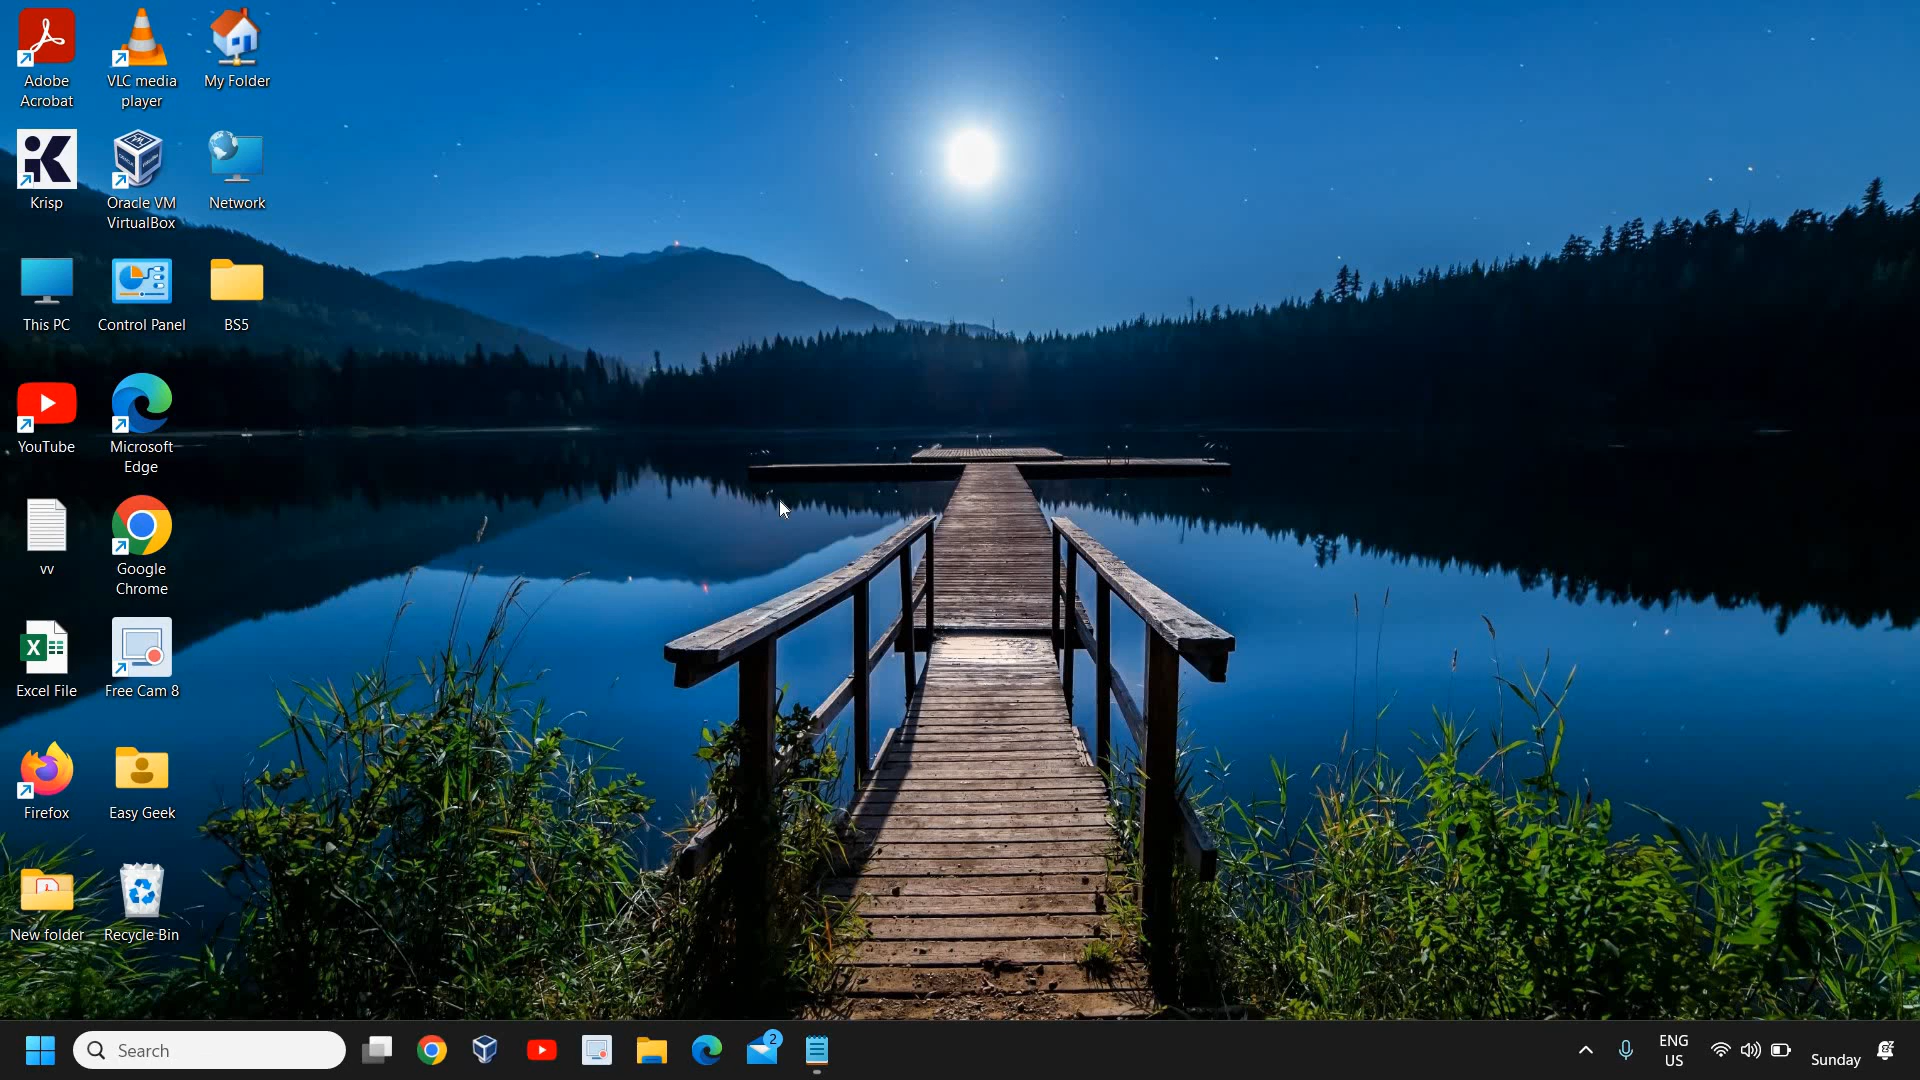 Adobe
Acrobat
VLC media
player
My Folder
Krisp
Oracle VM
VirtualBox
Network
This PC
Control Panel
BS5
YouTube
Microsoft
Edge
vv
Google
Chrome
Excel File
Free Cam 8
Firefox
Easy Geek
New folder
Recycle Bin
Search
2
ENG
US
Sunday